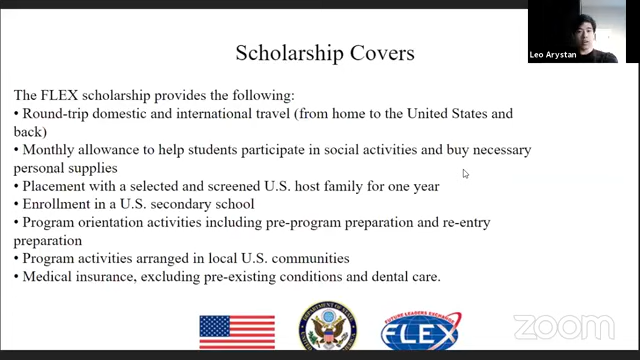 Leo Arystan
Scholarship Covers
The FLEX scholarship provides the following:
• Round-trip domestic and international travel (from home to the United States and
back)
• Monthly allowance to help students participate in social activities and buy necessary
personal supplies
• Placement with a selected and screened U.S. host family for one year
• Enrollment in a U.S. secondary school
• Program orientation activities including pre-program preparation and re-entry
preparation
• Program activities arranged in local U.S. communities
• Medical insurance, excluding pre-existing conditions and dental care.
FUTURE LEADERS EXCHANGE
FLEX
zoom